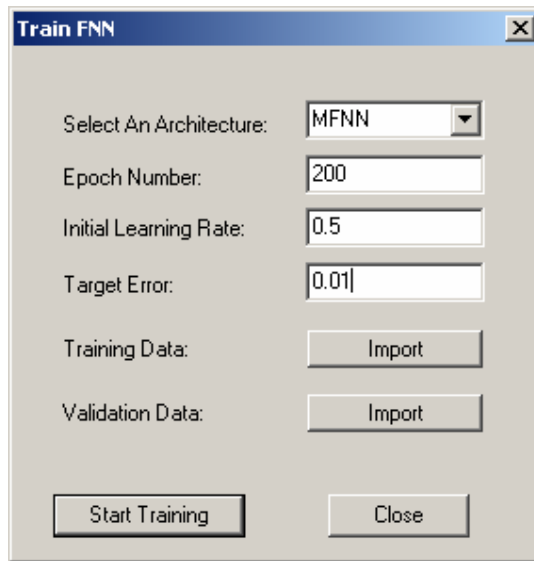 Train FNN
Select An Architecture: MFNN
Epoch Number: 200
Initial Learning Rate: 0.5
Target Error: 0.01
Training Data: Import
Validation Data: Import
Start Training Close